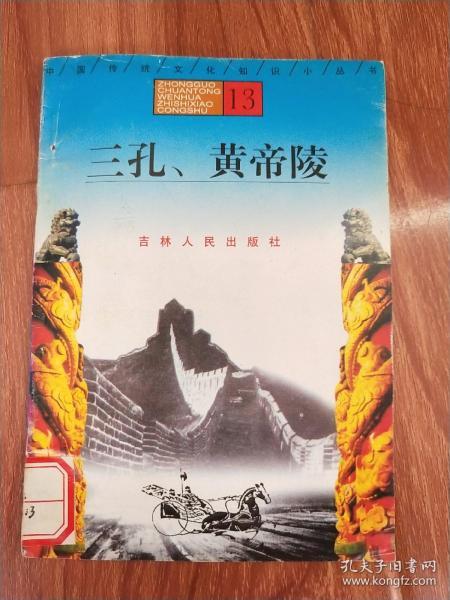 中/国/传/统/文/化/知/识/小/丛/书
ZHONGGUO
CHUANTONG
WENHUA
ZHISHIXIAO
CONGSHU
13
三孔、黄帝陵
吉林人民出版社
孔夫子旧书网
www.kongfz.com